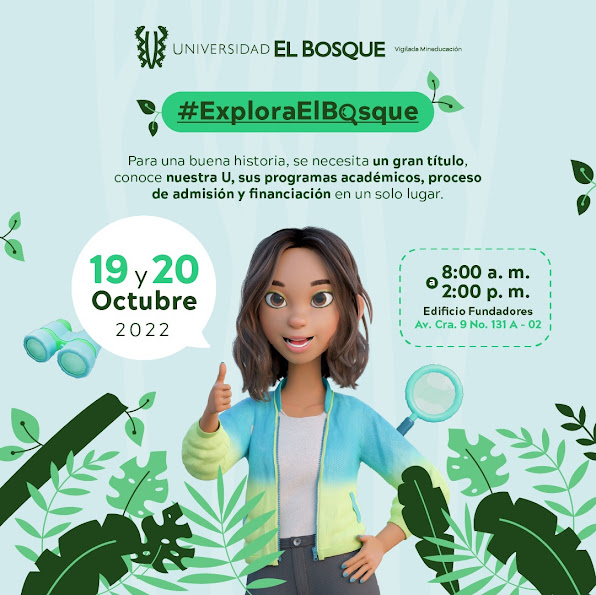 UNIVERSIDAD EL BOSQUE
Vigilada Mineducación
#ExploraElBosque
Para una buena historia, se necesita un gran título,
conoce nuestra U, sus programas académicos, proceso
de admisión y financiación en un solo lugar.
19 y 20
Octubre
2022
8:00 a. m.
a
2:00 p. m.
Edificio Fundadores
Av. Cra. 9 No. 131 A - 02